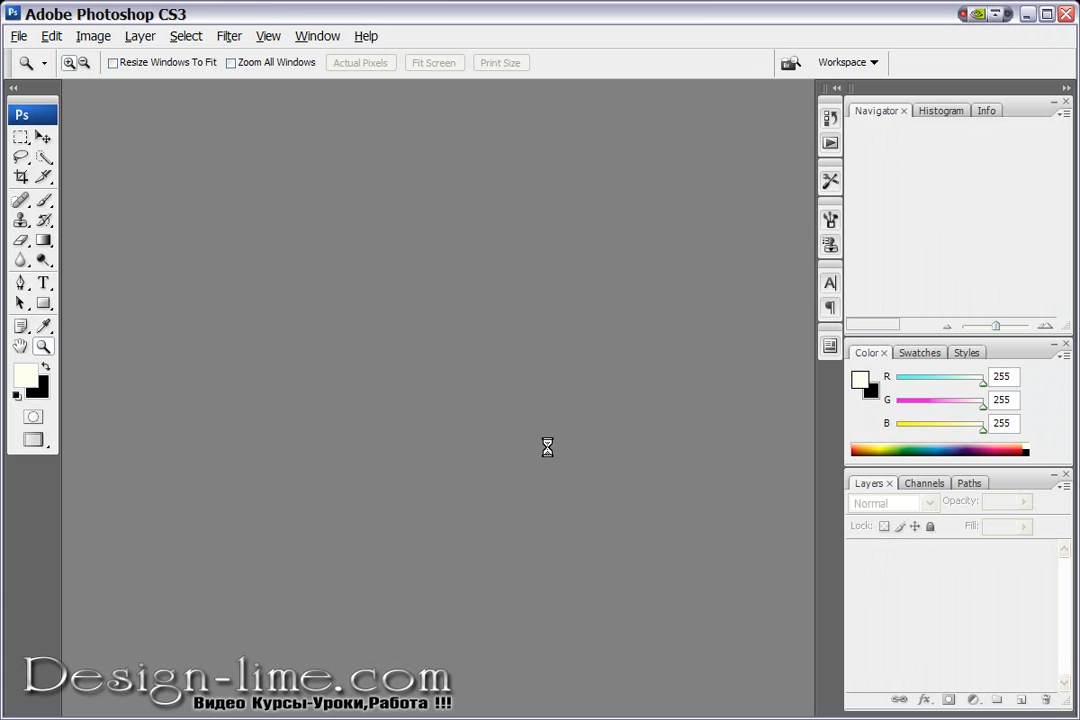 Ps Adobe Photoshop CS3
File Edit Image Layer Select Filter View Window Help
Resize Windows To Fit Zoom All Windows Actual Pixels Fit Screen Print Size Workspace
Ps
Navigator Histogram Info
Color Swatches Styles
R 255
G 255
B 255
Layers Channels Paths
Normal Opacity:
Lock: Fill:
Design-lime.com
Видео Курсы-Уроки,Работа !!!